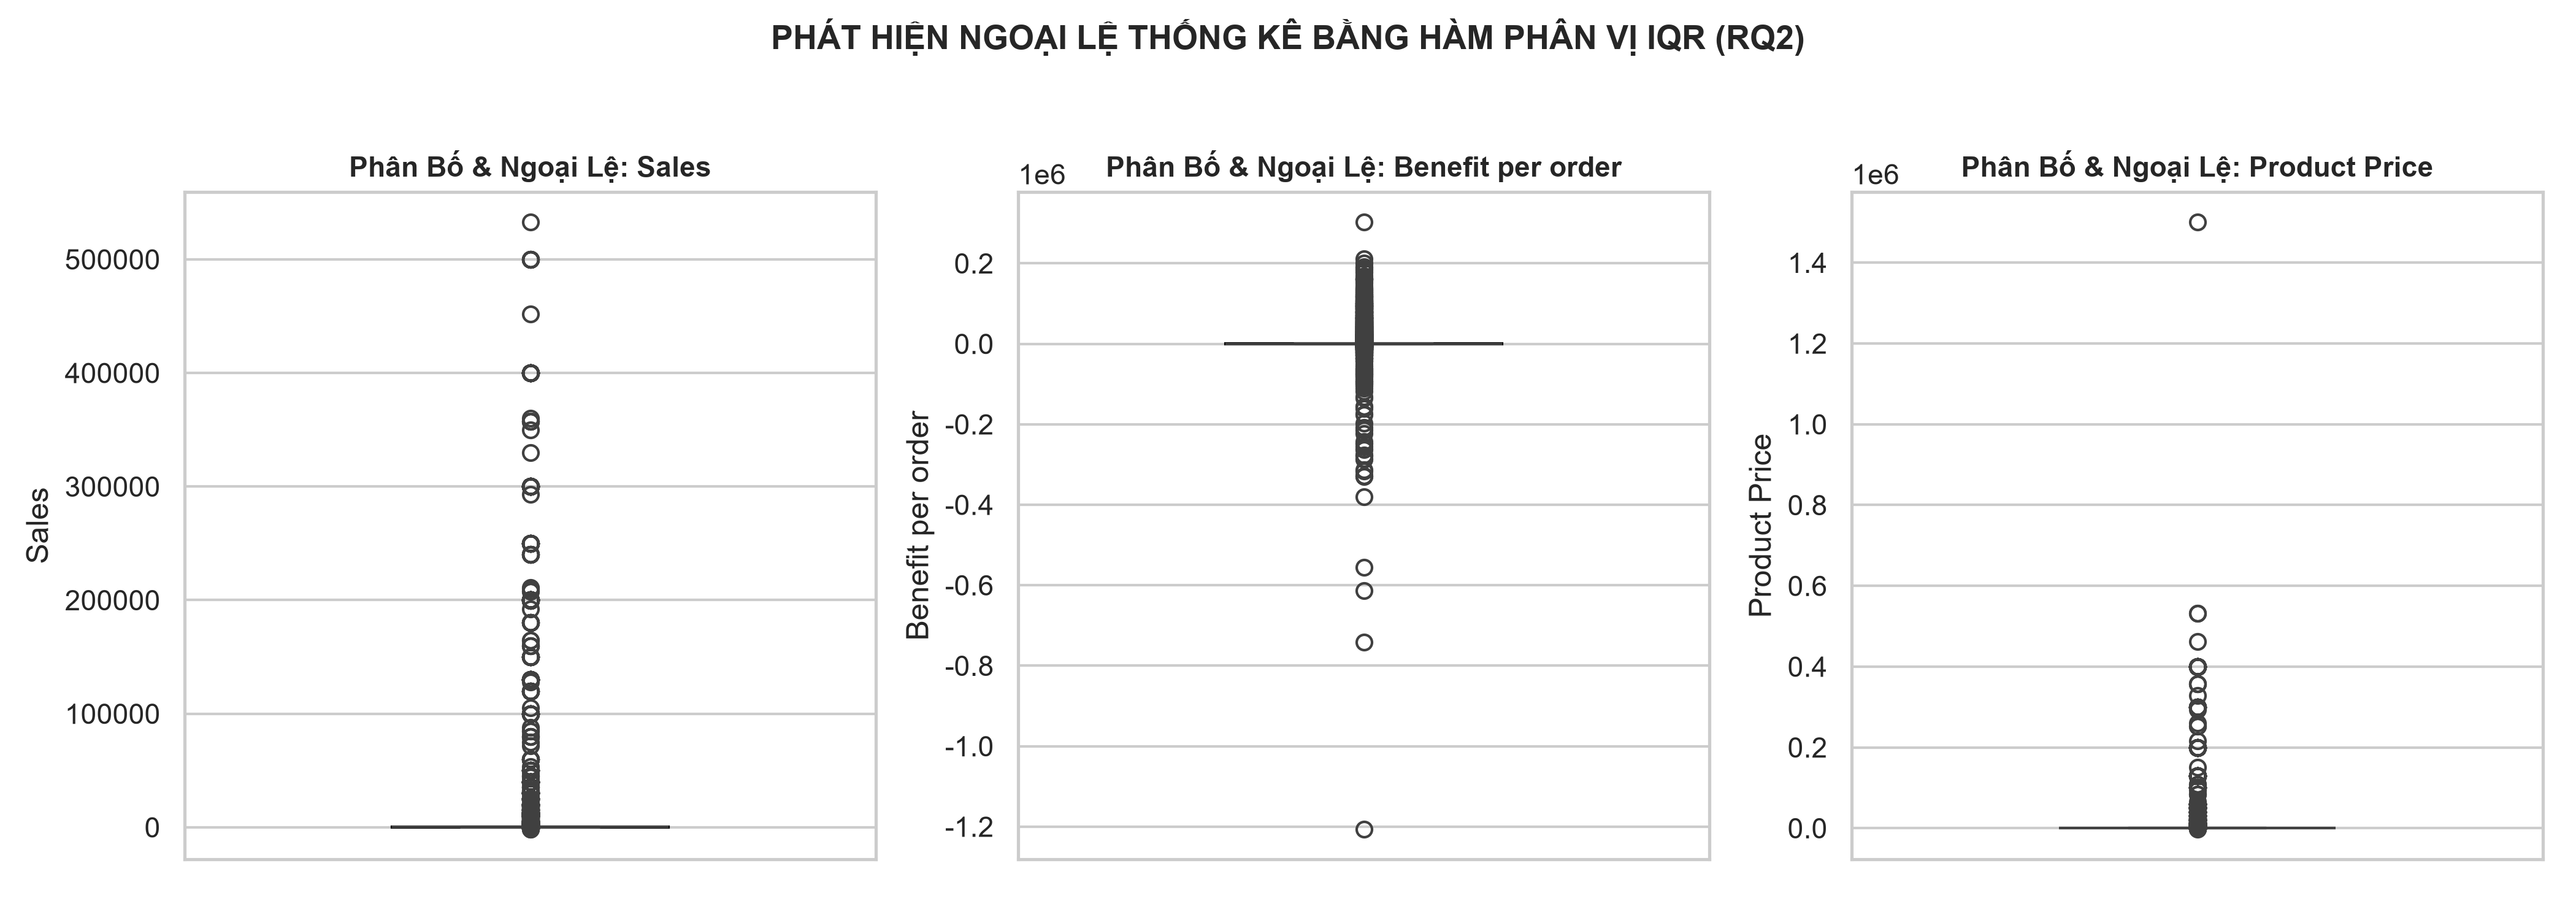 PHÁT HIỆN NGOẠI LỆ THỐNG KÊ BẰNG HÀM PHÂN VỊ IQR (RQ2)
Phân Bố & Ngoại Lệ: Sales
500000
400000
300000
200000
100000
0
Sales
Phân Bố & Ngoại Lệ: Benefit per order
1e6
0.2
0.0
-0.2
-0.4
-0.6
-0.8
-1.0
-1.2
Benefit per order
Phân Bố & Ngoại Lệ: Product Price
1e6
1.4
1.2
1.0
0.8
0.6
0.4
0.2
0.0
Product Price